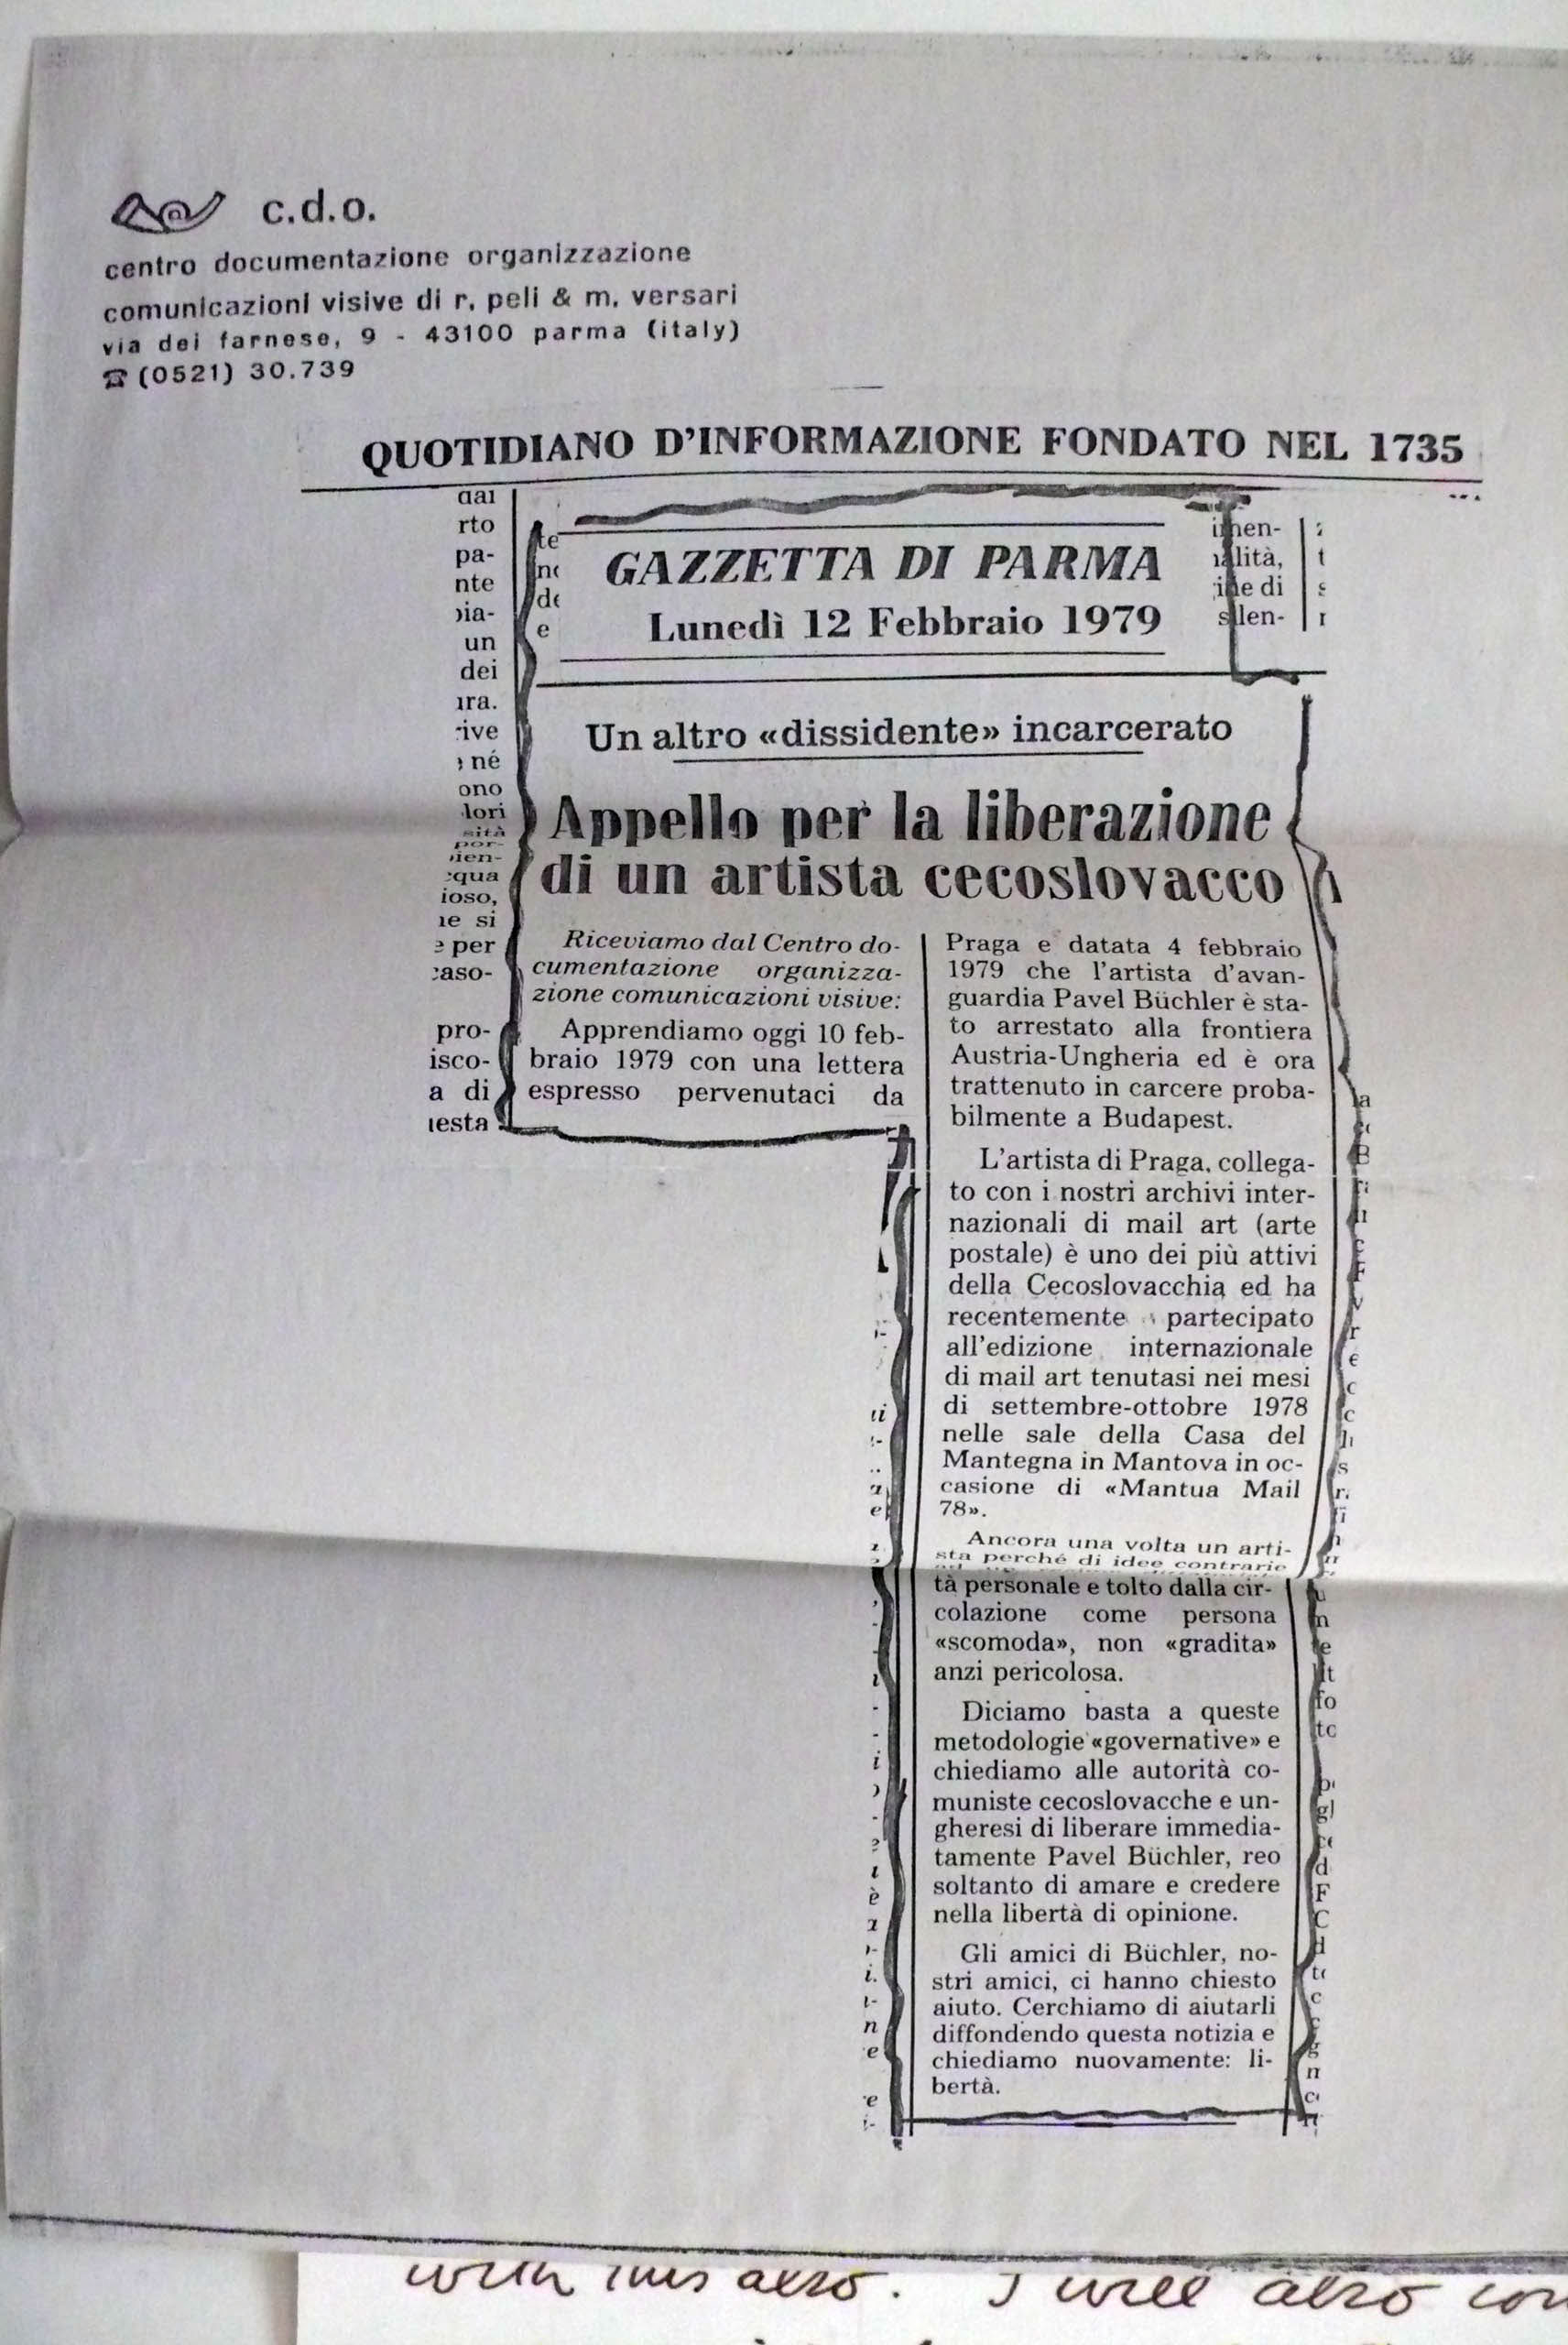 c.d.o.
centro documentazione organizzazione
comunicazioni visive di r. peli & m. versari
via dei farnese, 9 - 43100 parma (italy)
☎ (0521) 30.739
QUOTIDIANO D'INFORMAZIONE FONDATO NEL 1735
GAZZETTA DI PARMA
Lunedì 12 Febbraio 1979
Un altro «dissidente» incarcerato
Appello per la liberazione
di un artista cecoslovacco
Riceviamo dal Centro do-
cumentazione organizza-
zione comunicazioni visive:
Apprendiamo oggi 10 feb-
braio 1979 con una lettera
espresso pervenutaci da
Praga e datata 4 febbraio
1979 che l'artista d'avan-
guardia Pavel Büchler è sta-
to arrestato alla frontiera
Austria-Ungheria ed è ora
trattenuto in carcere proba-
bilmente a Budapest.
L'artista di Praga, collega-
to con i nostri archivi inter-
nazionali di mail art (arte
postale) è uno dei più attivi
della Cecoslovacchia ed ha
recentemente partecipato
all'edizione internazionale
di mail art tenutasi nei mesi
di settembre-ottobre 1978
nelle sale della Casa del
Mantegna in Mantova in oc-
casione di «Mantua Mail
78».
Ancora una volta un arti-
sta perché di idee contrarie
tà personale e tolto dalla cir-
colazione come persona
«scomoda», non «gradita»
anzi pericolosa.
Diciamo basta a queste
metodologie «governative» e
chiediamo alle autorità co-
muniste cecoslovacche e un-
gheresi di liberare immedia-
tamente Pavel Büchler, reo
soltanto di amare e credere
nella libertà di opinione.
Gli amici di Büchler, no-
stri amici, ci hanno chiesto
aiuto. Cerchiamo di aiutarli
diffondendo questa notizia e
chiediamo nuovamente: li-
bertà.
with this also. I will also